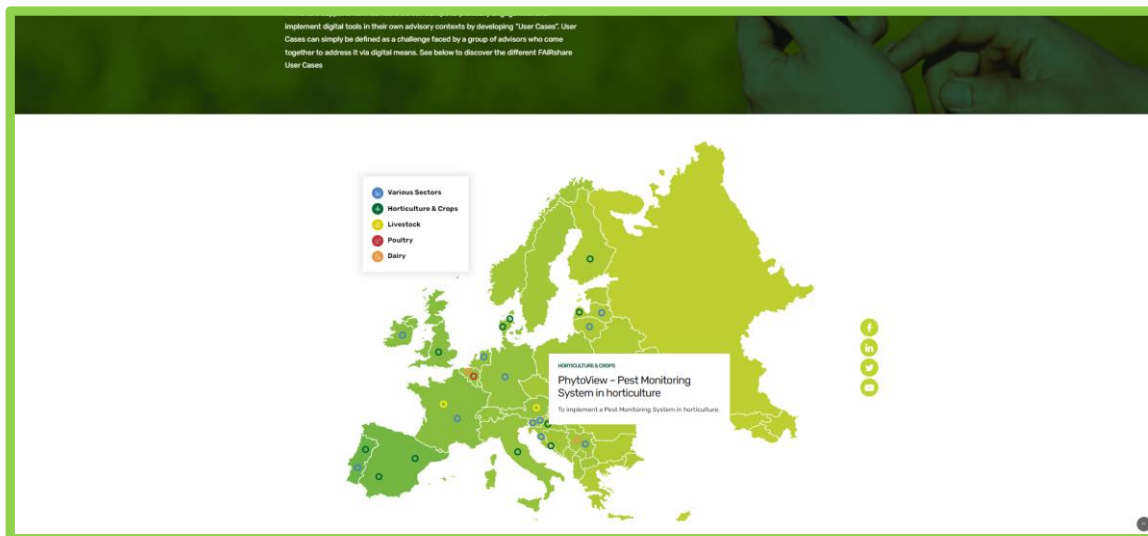 implement digital tools in their own advisory contexts by developing "User Cases". User
Cases can simply be defined as a challenge faced by a group of advisors who come
together to address it via digital means. See below to discover the different FAIRshare
User Cases
Various Sectors
Horticulture & Crops
Livestock
Poultry
Dairy
HORTICULTURE & CROPS
PhytoView – Pest Monitoring
System in horticulture
To implement a Pest Monitoring System in horticulture.